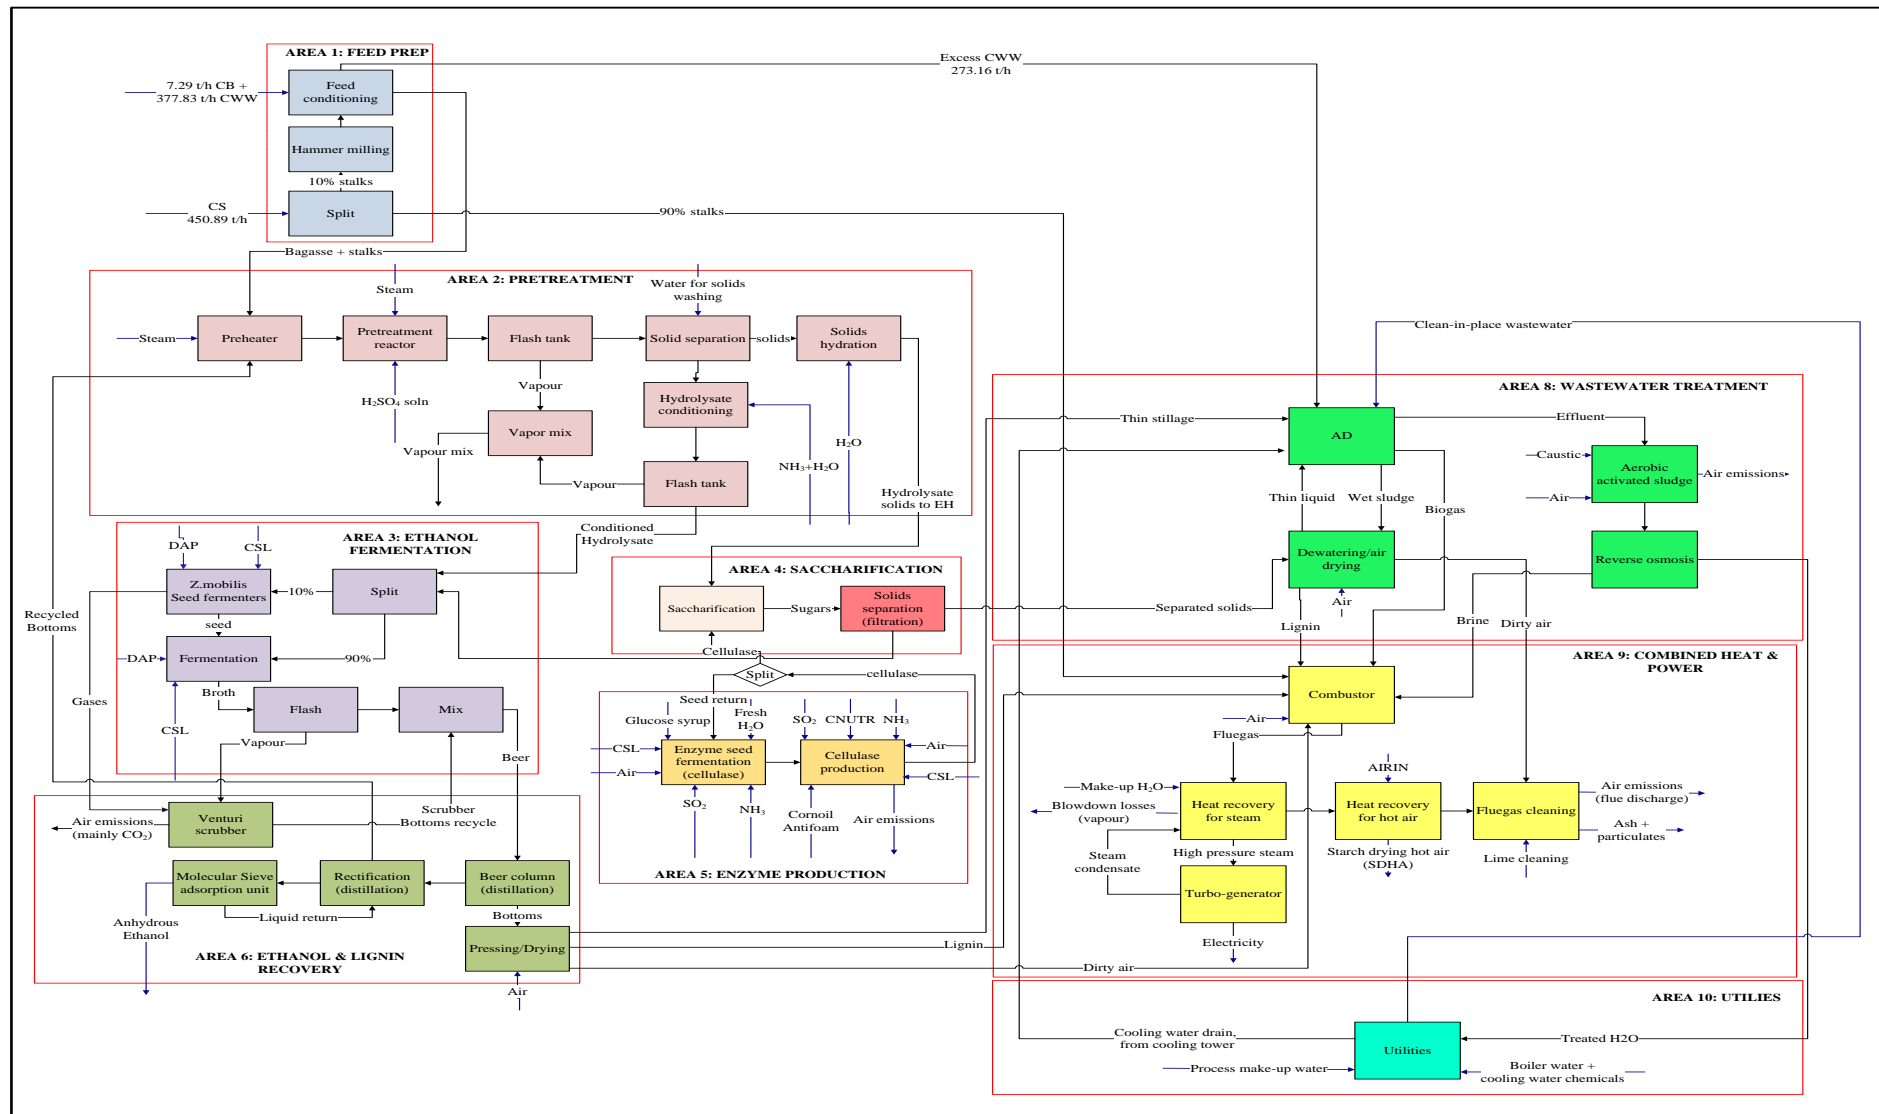 AREA 1: FEED PREP
7.29 t/h CB +
377.83 t/h CWW
Feed
conditioning
Hammer milling
10% stalks
CS
450.89 t/h
Split
90% stalks
Excess CWW
273.16 t/h
Bagasse + stalks
AREA 2: PRETREATMENT
Steam
Water for solids
washing
Steam
Preheater
Pretreatment
reactor
Flash tank
Solid separation
solids
Solids
hydration
Vapour
H₂SO₄ soln
Hydrolysate
conditioning
Vapor mix
Vapour mix
H₂O
NH₃+H₂O
Vapour
Flash tank
Hydrolysate
solids to EH
Conditioned
Hydrolysate
AREA 3: ETHANOL
FERMENTATION
DAP
CSL
Z.mobilis
Seed fermenters
10%
Split
seed
DAP
Fermentation
90%
Broth
Flash
Mix
Gases
CSL
Vapour
Beer
Recycled
Bottoms
AREA 4: SACCHARIFICATION
Saccharification
Sugars
Solids
separation
(filtration)
Separated solids
Cellulase
Split
cellulase
Seed return
Glucose syrup
Fresh
H₂O
SO₂
CNUTR
NH₃
CSL
Air
Enzyme seed
fermentation
(cellulase)
Cellulase
production
Air
CSL
SO₂
NH₃
Cornoil
Antifoam
Air emissions
AREA 5: ENZYME PRODUCTION
Scrubber
Bottoms recycle
Air emissions
(mainly CO₂)
Venturi
scrubber
Molecular Sieve
adsorption unit
Rectification
(distillation)
Beer column
(distillation)
Liquid return
Bottoms
Anhydrous
Ethanol
Pressing/Drying
AREA 6: ETHANOL & LIGNIN
RECOVERY
Air
Lignin
Dirty air
Thin stillage
Clean-in-place wastewater
AREA 8: WASTEWATER TREATMENT
AD
Effluent
Caustic
Air
Aerobic
activated sludge
Air emissions
Thin liquid
Wet sludge
Biogas
Dewatering/air
drying
Reverse osmosis
Air
Lignin
Brine
Dirty air
AREA 9: COMBINED HEAT &
POWER
Combustor
Air
Fluegas
AIRIN
Make-up H₂O
Blowdown losses
(vapour)
Heat recovery
for steam
Heat recovery
for hot air
Fluegas cleaning
Air emissions
(flue discharge)
Ash +
particulates
Steam
condensate
High pressure steam
Starch drying hot air
(SDHA)
Lime cleaning
Turbo-generator
Electricity
AREA 10: UTILIES
Cooling water drain,
from cooling tower
Utilities
Treated H2O
Process make-up water
Boiler water +
cooling water chemicals